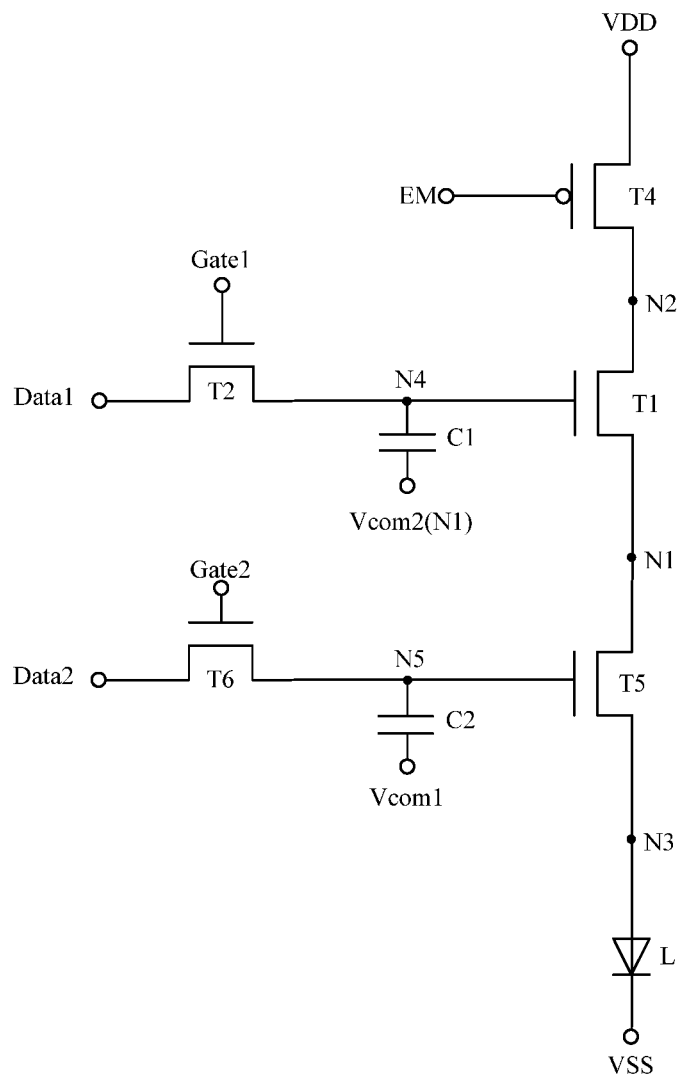 VDD
EM
T4
Gate1
N2
Data1
T2
N4
T1
C1
Vcom2(N1)
N1
Gate2
Data2
T6
N5
T5
C2
Vcom1
N3
L
VSS